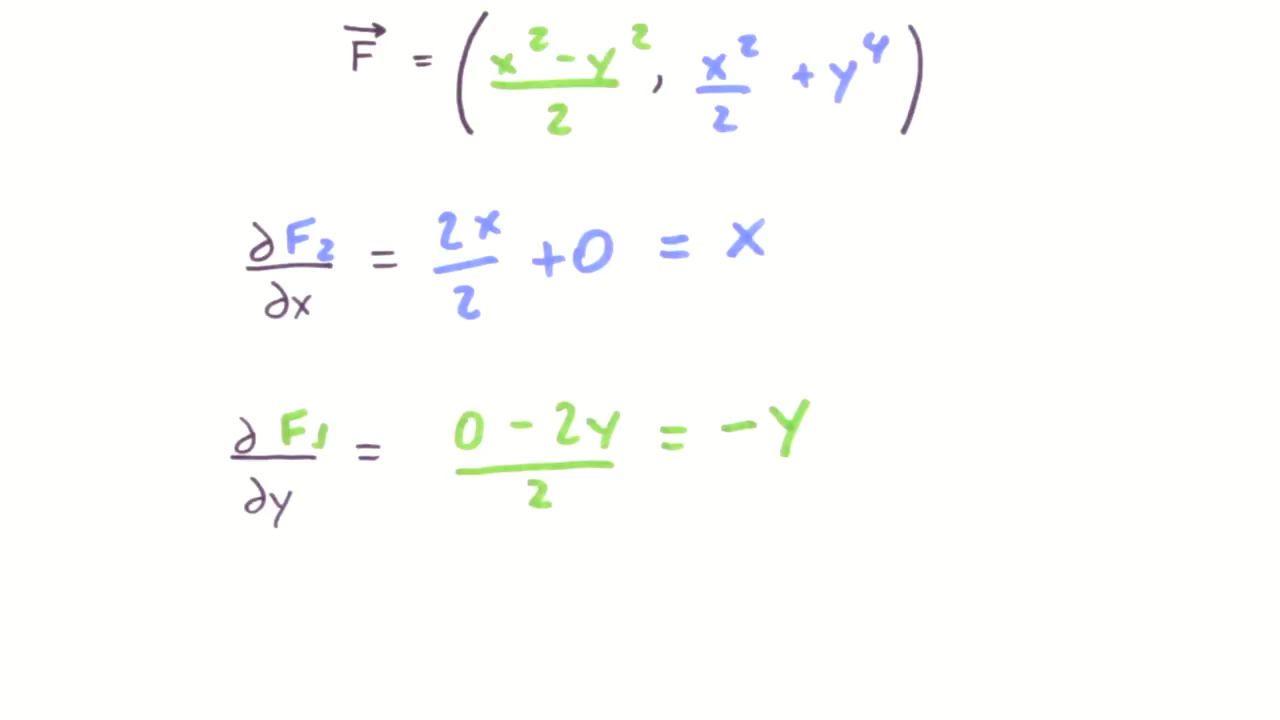 F⃗ = ( (x² - y²)/2 , x²/2 + y⁴ )
∂F₂/∂x = 2x/2 + 0 = x
∂F₁/∂y = (0 - 2y)/2 = -y